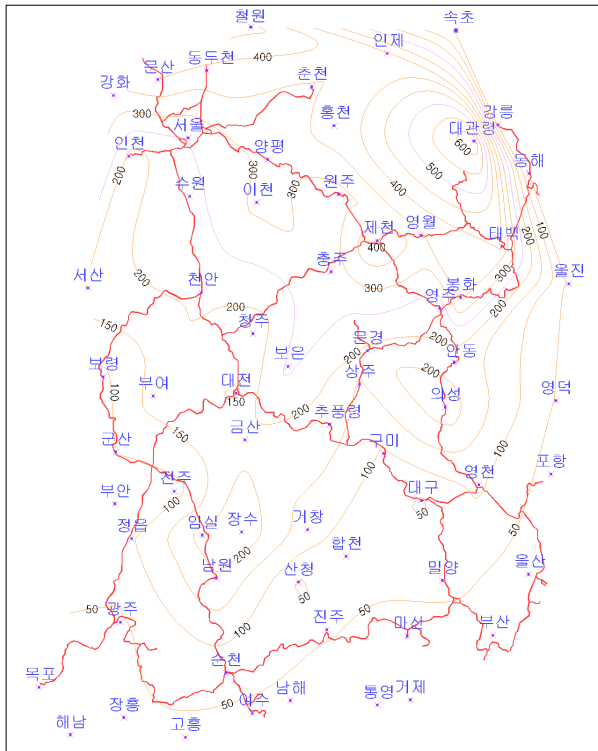 철원
속초
인제
400
동두천
문산
춘천
강화
300
홍천
강릉
서울
대관령
600
인천
양평
동해
200
500
300
수원
이천
300
원주
400
100
제천
영월
태백
200
400
충주
300
서산
200
천안
300
봉화
울진
영주
200
200
150
청주
문경
200
안동
보은
200
200
보령
상주
100
부여
대전
의성
영덕
150
200
추풍령
150
금산
군산
구미
100
100
영천
포항
전주
100
대구
부안
50
50
정읍
임실
장수
거창
200
합천
남원
산청
밀양
울산
50
50
50
광주
100
진주
마산
부산
순천
목포
50
남해
여수
통영
거제
장흥
해남
고흥